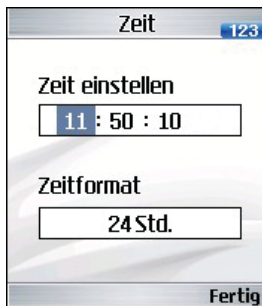 Zeit
123
Zeit einstellen
11 : 50 : 10
Zeitformat
24 Std.
Fertig